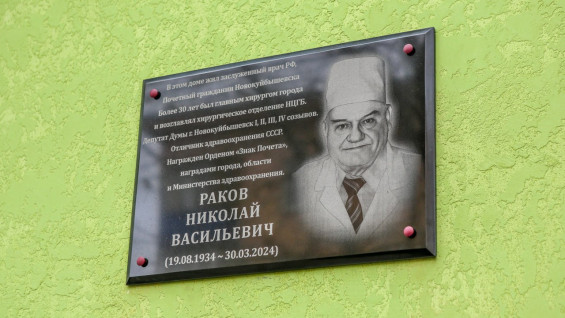 В этом доме жил заслуженный врач РФ,
Почетный гражданин Новокуйбышевска
Более 30 лет был главным хирургом города
и возглавлял хирургическое отделение НЦГБ.
Депутат Думы г. Новокуйбышевск I, II, III, IV созывов.
Отличник здравоохранения СССР.
Награжден Орденом «Знак Почета»,
наградами города, области
и Министерства здравоохранения.
РАКОВ
НИКОЛАЙ
ВАСИЛЬЕВИЧ
(19.08.1934 ~ 30.03.2024)